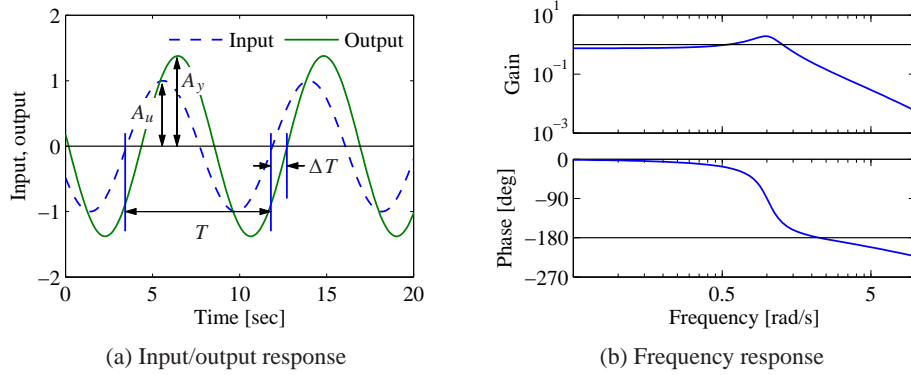 2
1
0
−1
−2
Input, output
Input
Output
A_u
A_y
ΔT
T
0
5
10
15
20
Time [sec]
(a) Input/output response
10^1
10^−1
10^−3
Gain
0
−90
−180
−270
Phase [deg]
0.5
5
Frequency [rad/s]
(b) Frequency response